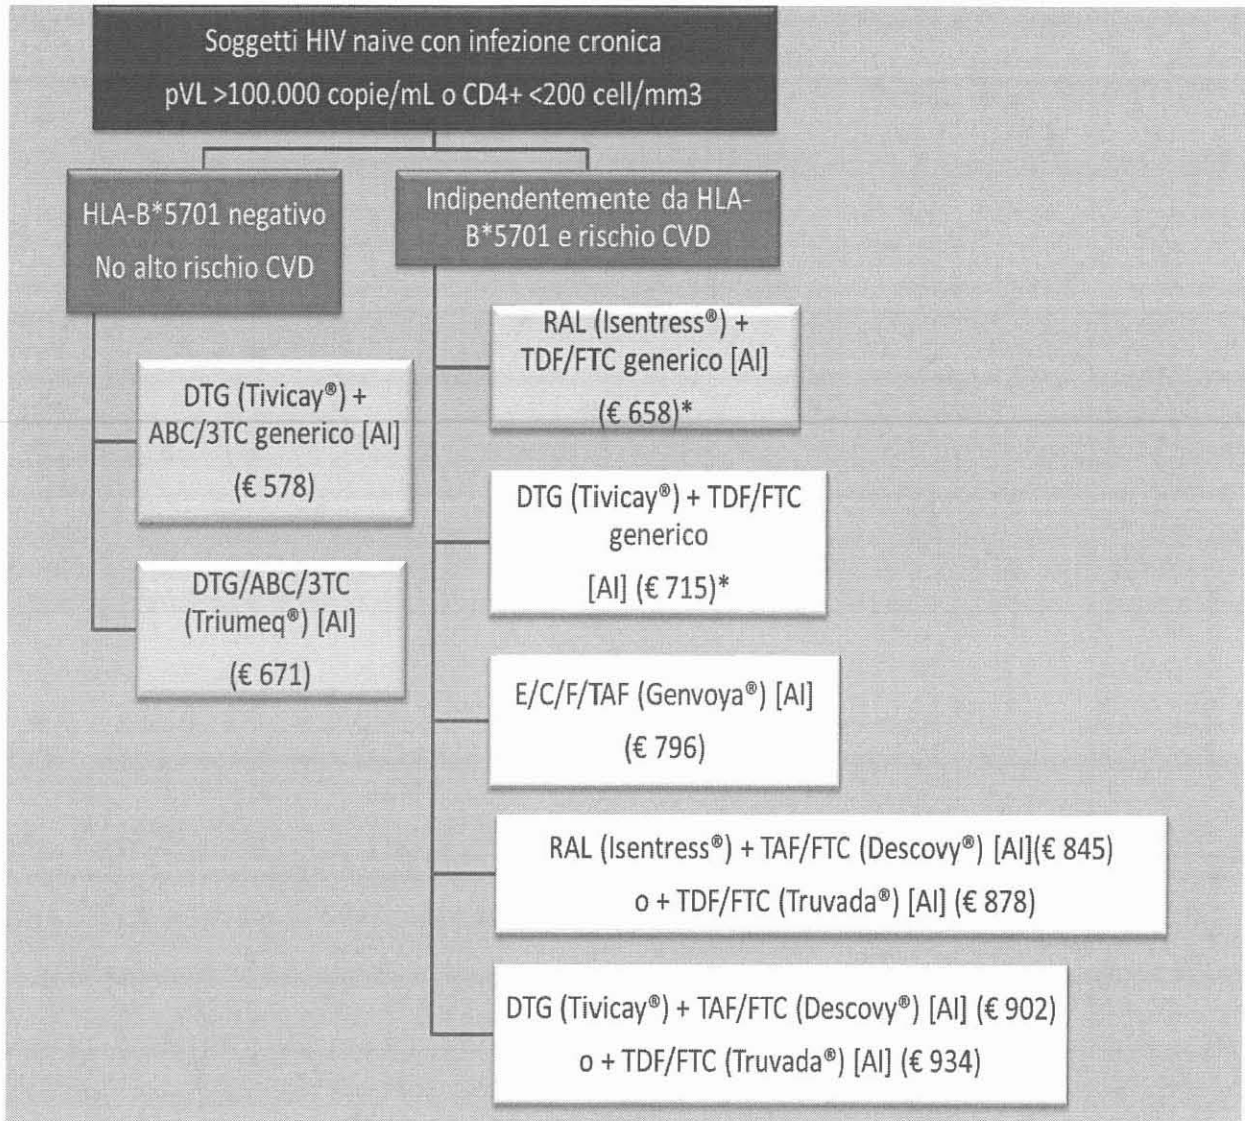 Soggetti HIV naive con infezione cronica
pVL >100.000 copie/mL o CD4+ <200 cell/mm3
HLA-B*5701 negativo
No alto rischio CVD
Indipendentemente da HLA-
B*5701 e rischio CVD
DTG (Tivicay®) +
ABC/3TC generico [AI]
(€ 578)
DTG/ABC/3TC
(Triumeq®) [AI]
(€ 671)
RAL (Isentress®) +
TDF/FTC generico [AI]
(€ 658)*
DTG (Tivicay®) + TDF/FTC
generico
[AI] (€ 715)*
E/C/F/TAF (Genvoya®) [AI]
(€ 796)
RAL (Isentress®) + TAF/FTC (Descovy®) [AI](€ 845)
o + TDF/FTC (Truvada®) [AI] (€ 878)
DTG (Tivicay®) + TAF/FTC (Descovy®) [AI] (€ 902)
o + TDF/FTC (Truvada®) [AI] (€ 934)